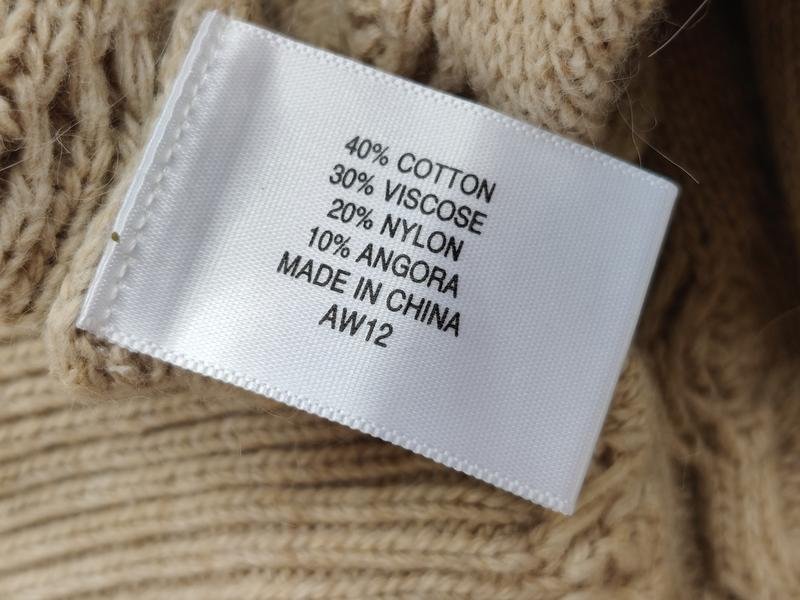 40% COTTON
30% VISCOSE
20% NYLON
10% ANGORA
MADE IN CHINA
AW12